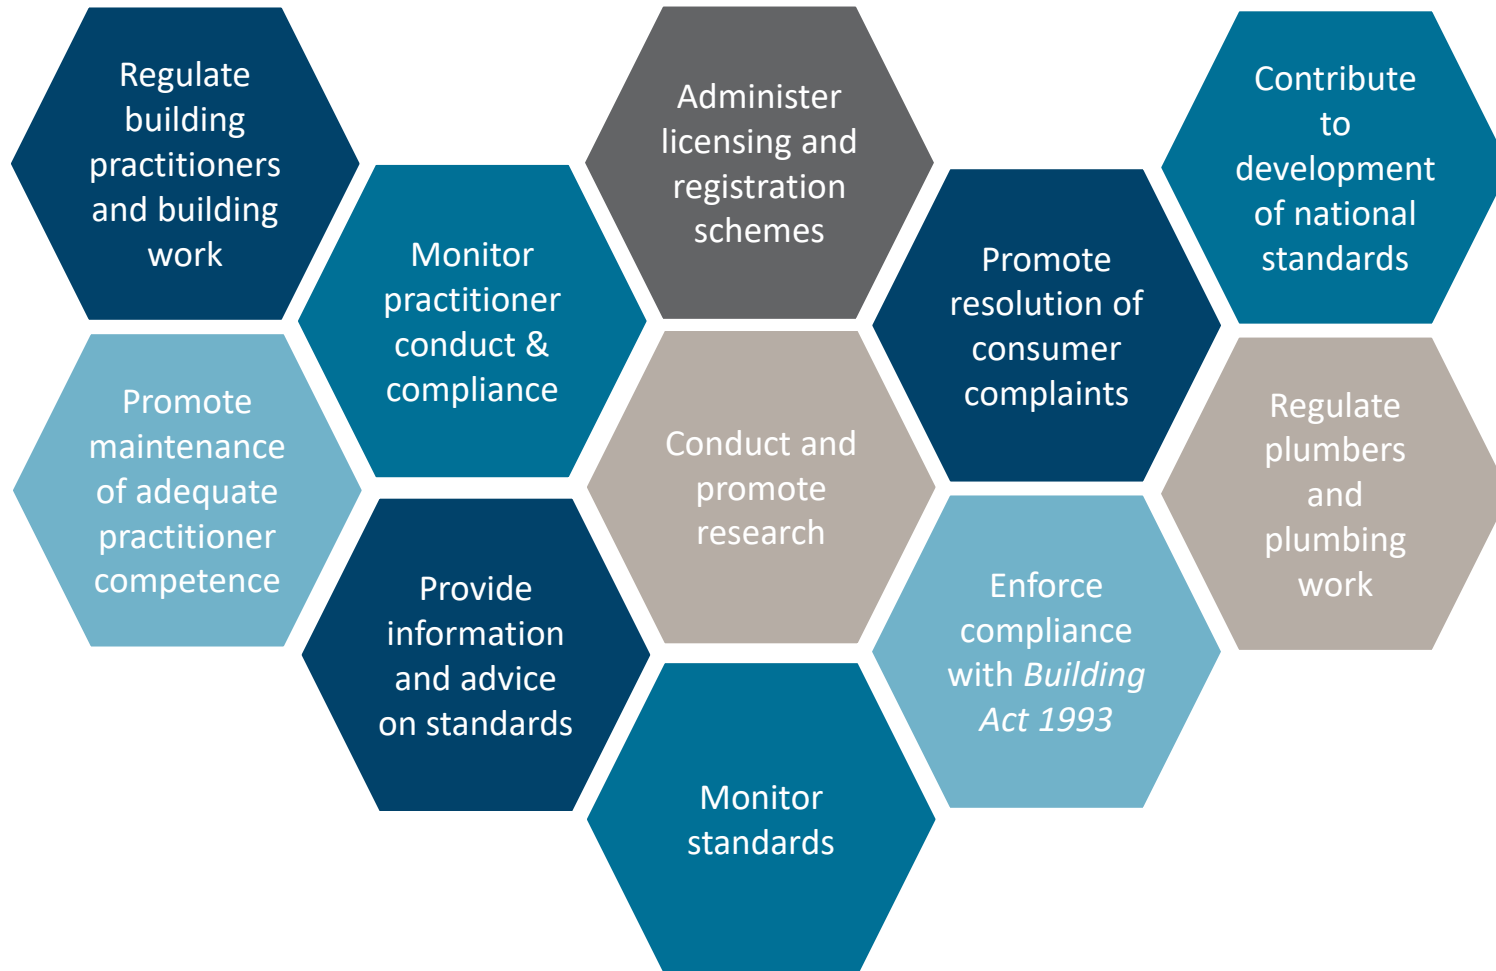 Regulate
building
practitioners
and building
work
Monitor
practitioner
conduct &
compliance
Administer
licensing and
registration
schemes
Promote
resolution of
consumer
complaints
Contribute
to
development
of national
standards
Promote
maintenance
of adequate
practitioner
competence
Provide
information
and advice
on standards
Conduct and
promote
research
Enforce
compliance
with Building
Act 1993
Regulate
plumbers
and
plumbing
work
Monitor
standards